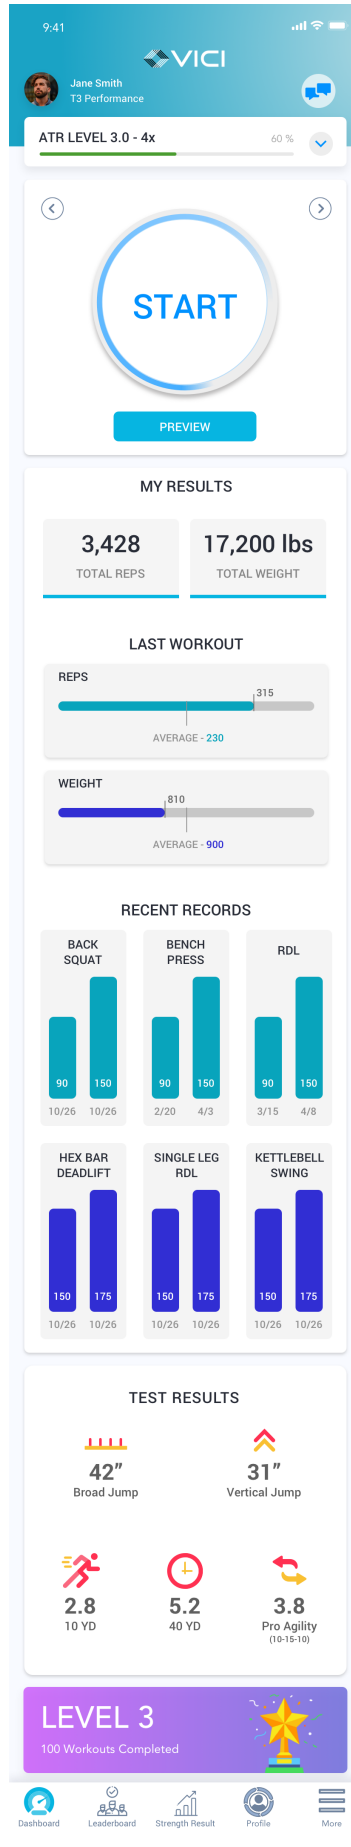 9:41
VICI
Jane Smith
T3 Performance
ATR LEVEL 3.0 - 4x
60 %
START
PREVIEW
MY RESULTS
3,428
TOTAL REPS
17,200 lbs
TOTAL WEIGHT
LAST WORKOUT
REPS
315
AVERAGE - 230
WEIGHT
810
AVERAGE - 900
RECENT RECORDS
BACK
SQUAT
90 150
10/26 10/26
BENCH
PRESS
90 150
2/20 4/3
RDL
90 150
3/15 4/8
HEX BAR
DEADLIFT
150 175
10/26 10/26
SINGLE LEG
RDL
150 175
10/26 10/26
KETTLEBELL
SWING
150 175
10/26 10/26
TEST RESULTS
42”
Broad Jump
31”
Vertical Jump
2.8
10 YD
5.2
40 YD
3.8
Pro Agility
(10-15-10)
LEVEL 3
100 Workouts Completed
Dashboard
Leaderboard
Strength Result
Profile
More